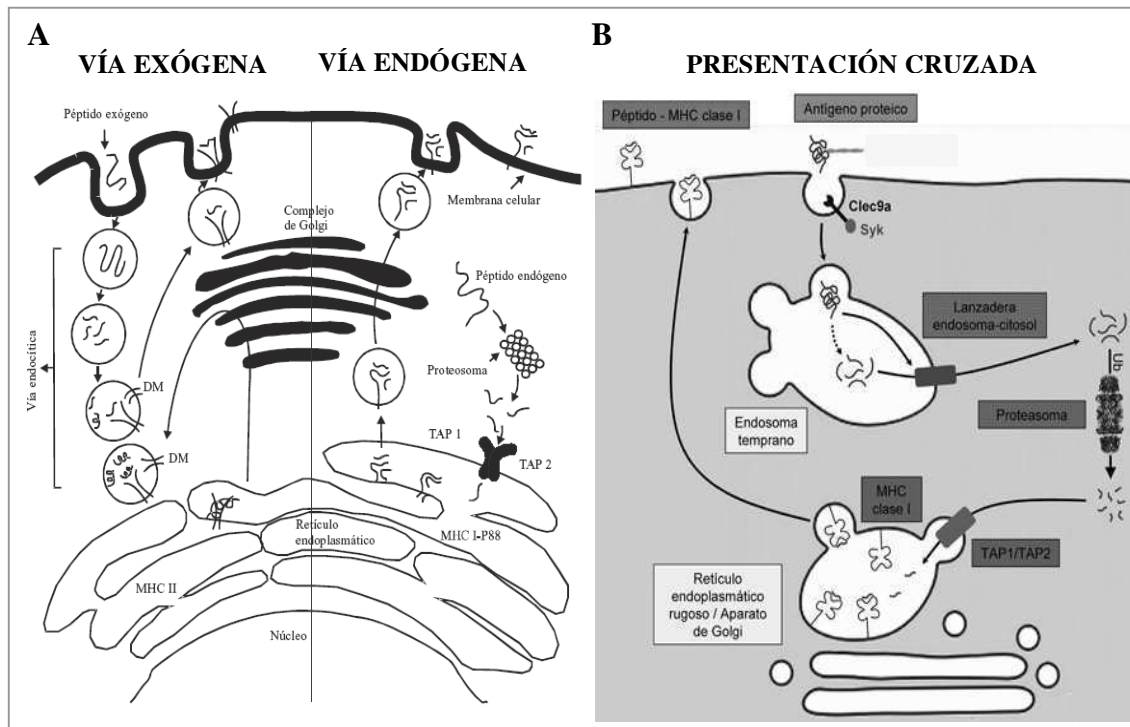 A
VÍA EXÓGENA
VÍA ENDÓGENA
Péptido exógeno
Membrana celular
Complejo
de Golgi
Péptido endógeno
Vía endocítica
Proteosoma
DM
DM
TAP 1
TAP 2
Retículo
endoplasmático
MHC I-P88
MHC II
Núcleo
B
PRESENTACIÓN CRUZADA
Péptido - MHC clase I
Antígeno proteico
Clec9a
Syk
Lanzadera
endosoma-citosol
Ub
Proteasoma
Endosoma
temprano
MHC
clase I
TAP1/TAP2
Retículo
endoplasmático
rugoso / Aparato
de Golgi